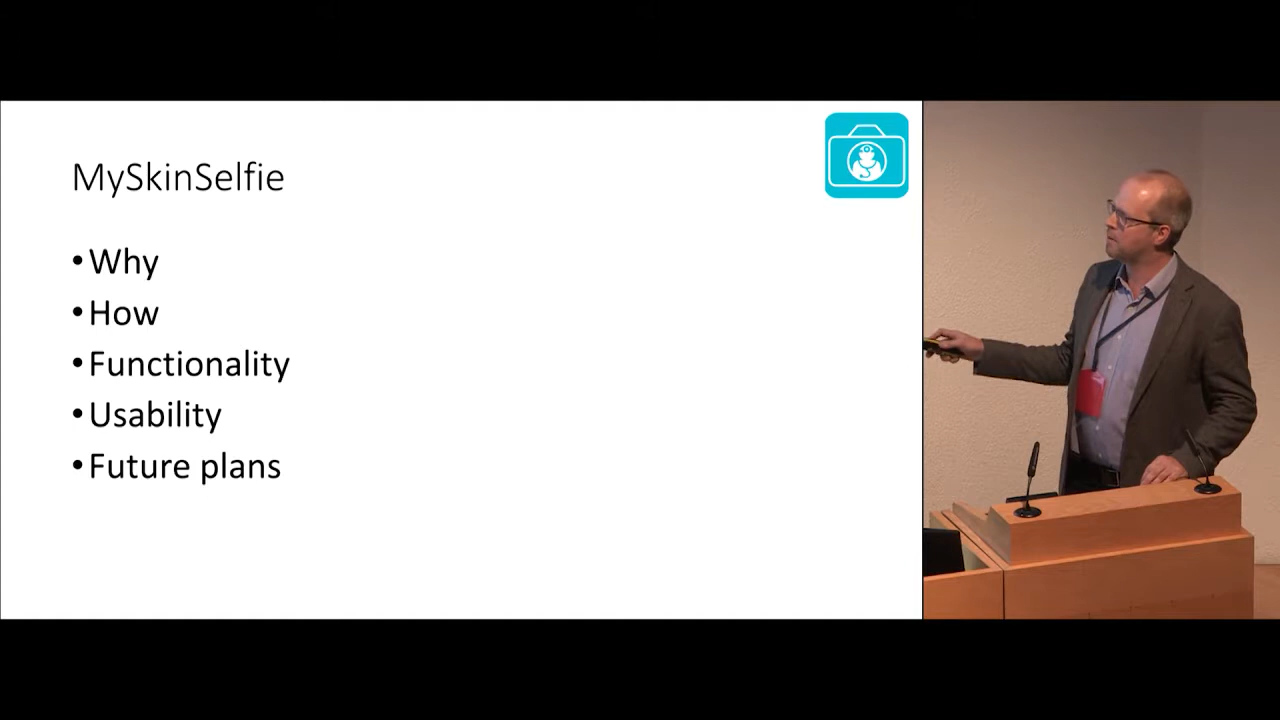 MySkinSelfie
•Why
•How
•Functionality
•Usability
•Future plans